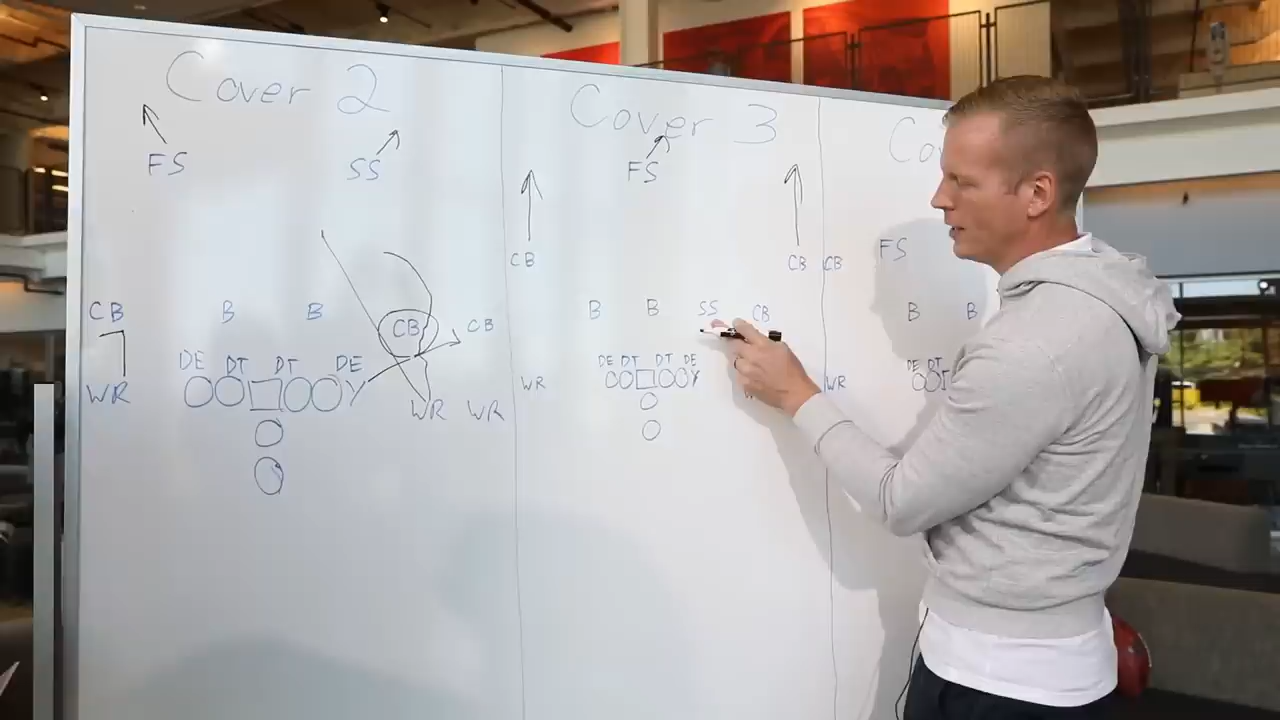 Cover 2
FS SS
CB B B CB CB
DE DT DT DE
WR Y WR WR
Cover 3
FS
CB CB
B B SS CB
DE DT DT DE
WR Y
FS
CB
B B
DE DT
WR